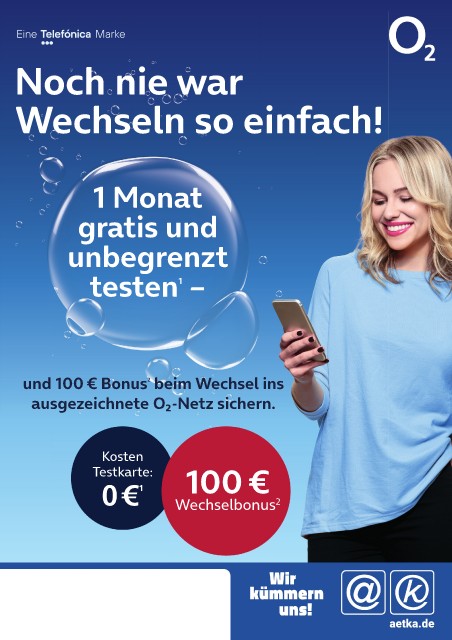 Eine Telefónica Marke
O2
Noch nie war
Wechseln so einfach!
1 Monat
gratis und
unbegrenzt
testen¹ –
und 100 € Bonus² beim Wechsel ins
ausgezeichnete O₂-Netz sichern.
Kosten
Testkarte:
0 €¹
100 €
Wechselbonus²
Wir
kümmern
uns!
@ k
aetka.de